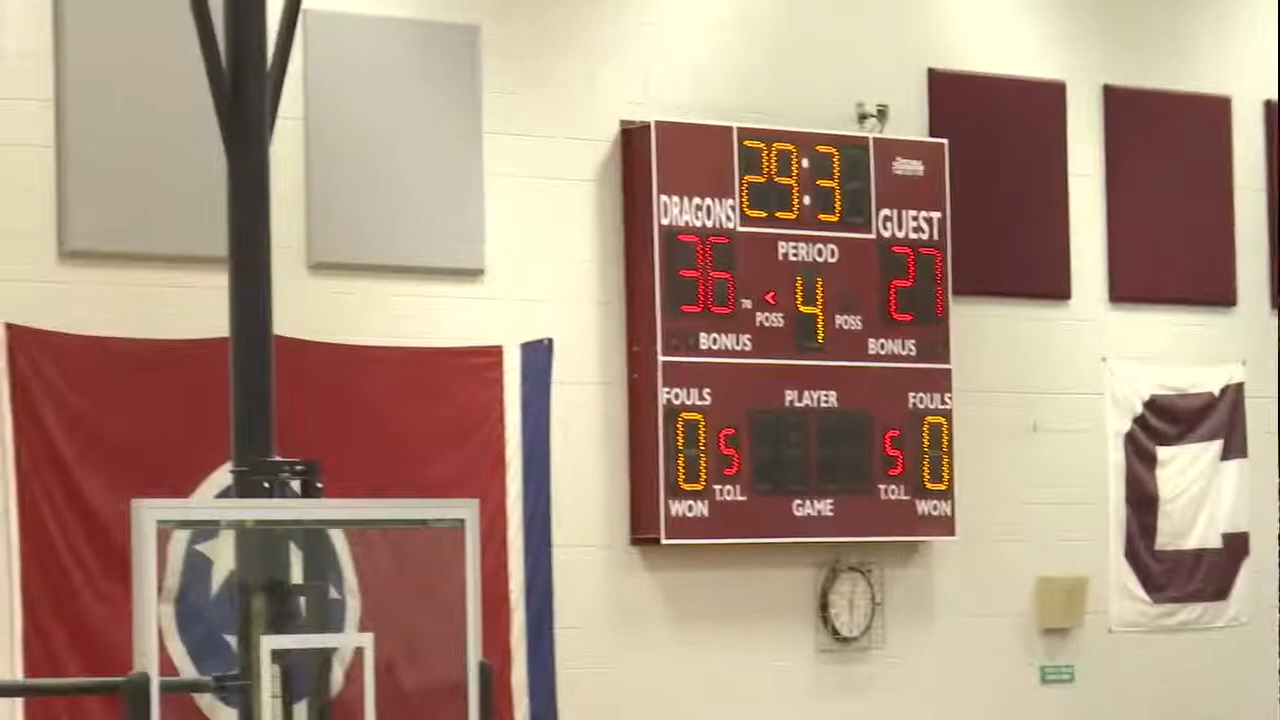 29:3
DRAGONS
GUEST
36
PERIOD
27
<
4
POSS
POSS
BONUS
BONUS
FOULS
PLAYER
FOULS
0
5
5
0
T.O.L.
T.O.L.
WON
GAME
WON
C